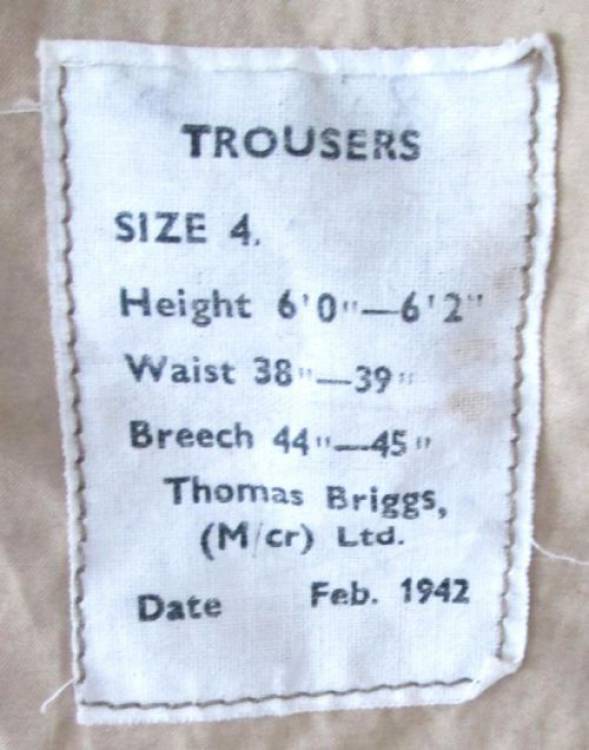 TROUSERS
SIZE 4.
Height 6'0"—6'2"
Waist 38"—39"
Breech 44"—45"
Thomas Briggs,
(M/cr) Ltd.
Date Feb. 1942